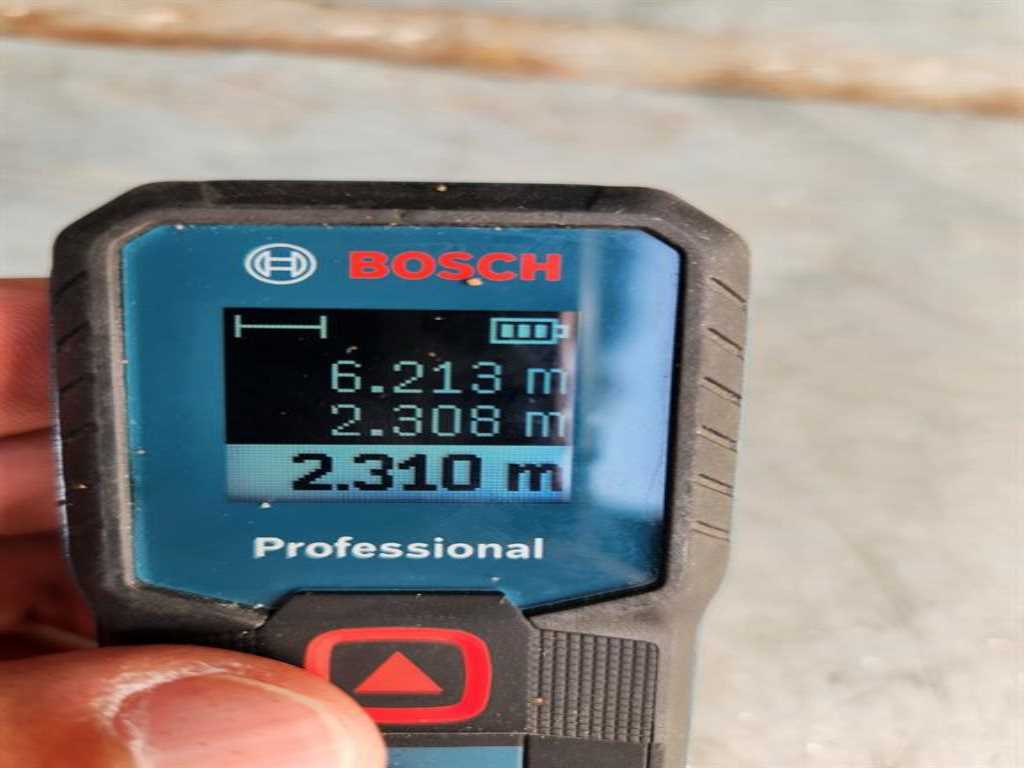 BOSCH
6.213 m
2.308 m
2.310 m
Professional